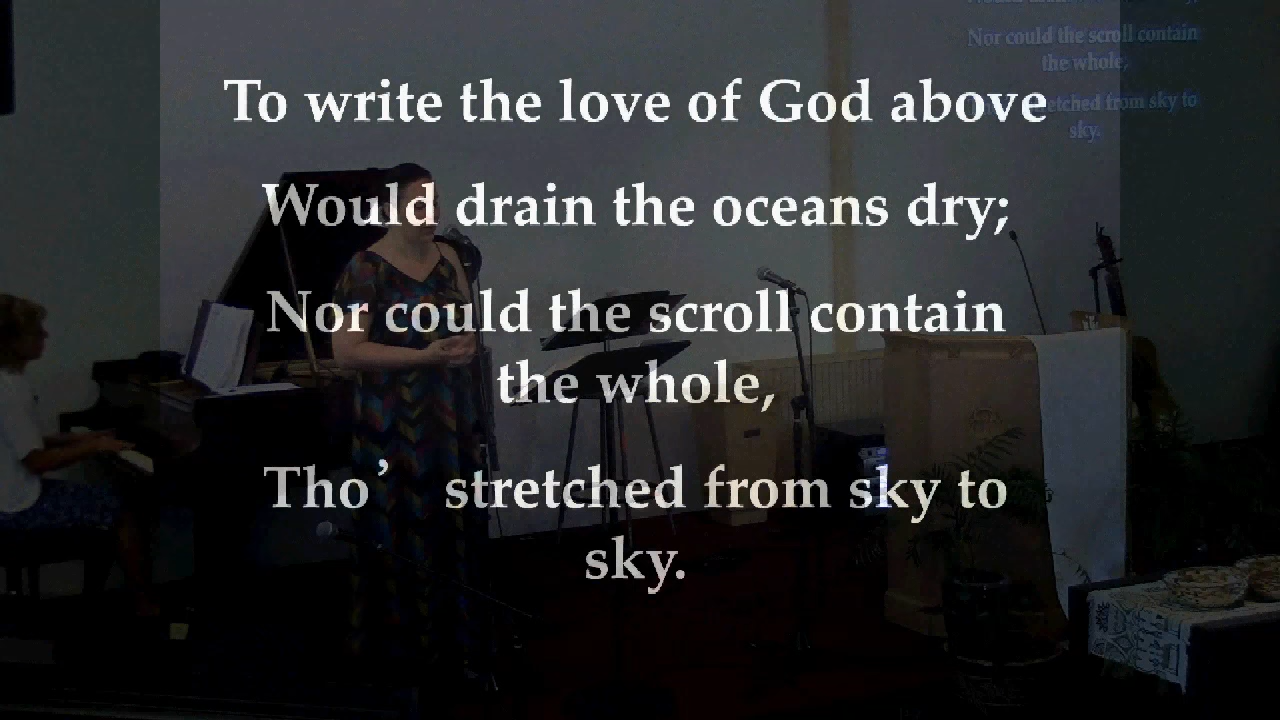 To write the love of God above
Would drain the oceans dry;
Nor could the scroll contain
the whole,
Tho’ stretched from sky to
sky.
Nor could the scroll contain
the whole,
stretched from sky to
sky.